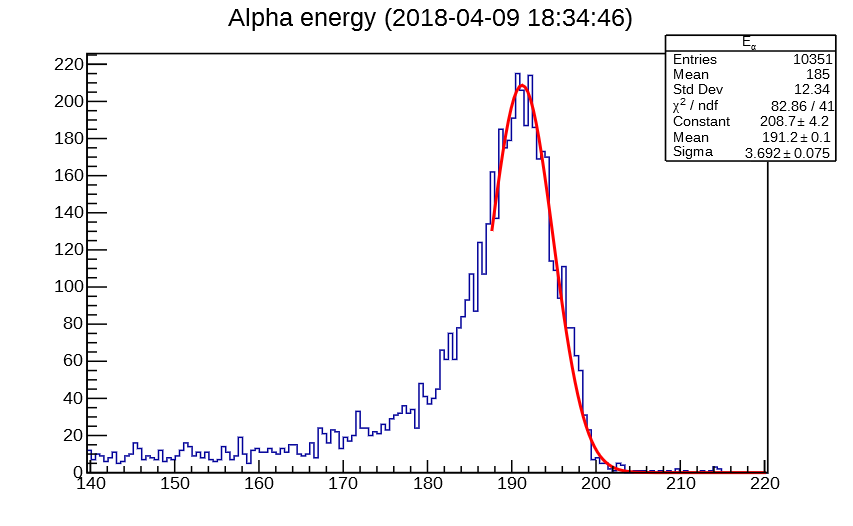 Alpha energy (2018-04-09 18:34:46)
E_α
Entries 10351
Mean 185
Std Dev 12.34
χ² / ndf 82.86 / 41
Constant 208.7 ± 4.2
Mean 191.2 ± 0.1
Sigma 3.692 ± 0.075
220
200
180
160
140
120
100
80
60
40
20
0
140 150 160 170 180 190 200 210 220